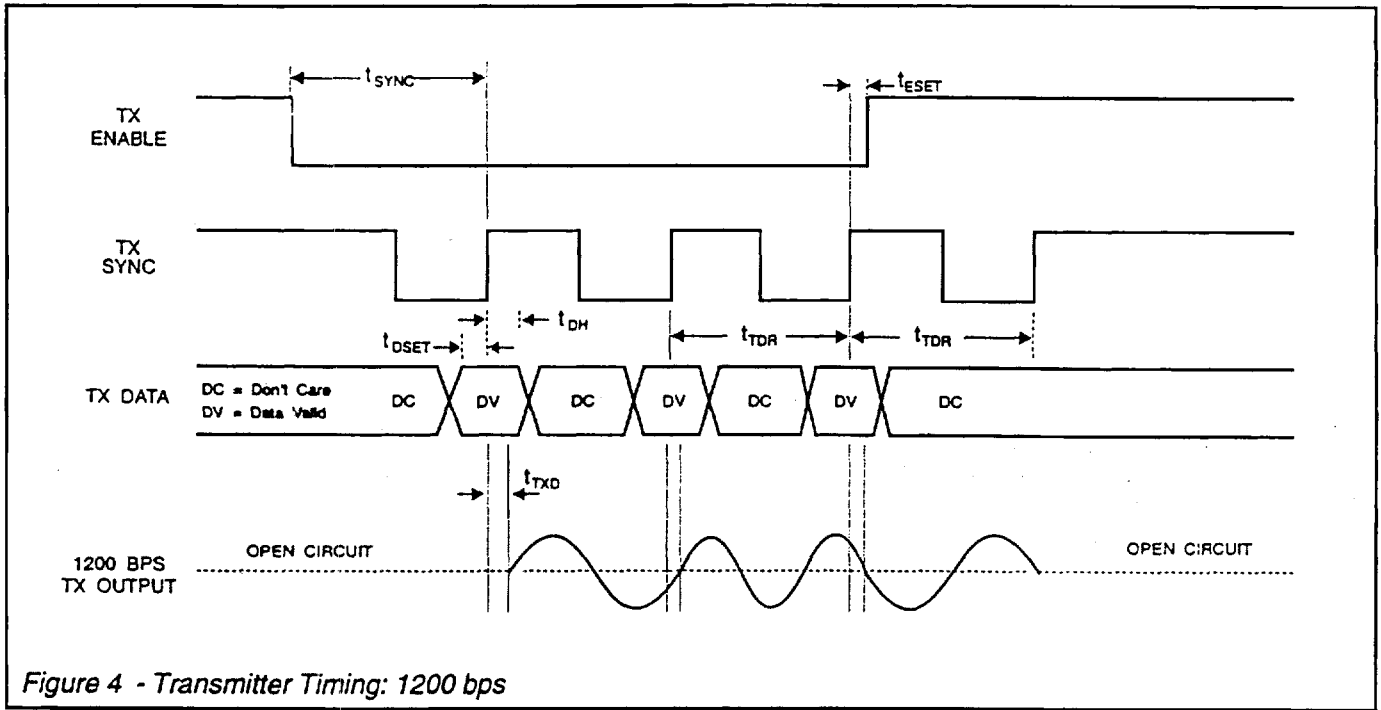 tSYNC
tESET
TX
ENABLE
TX
SYNC
tDH
tDSET
tTDR
tTDR
TX DATA
DC = Don't Care
DV = Data Valid
DC
DV
DC
DV
DC
DV
DC
tTXD
OPEN CIRCUIT
OPEN CIRCUIT
1200 BPS
TX OUTPUT
Figure 4 - Transmitter Timing: 1200 bps